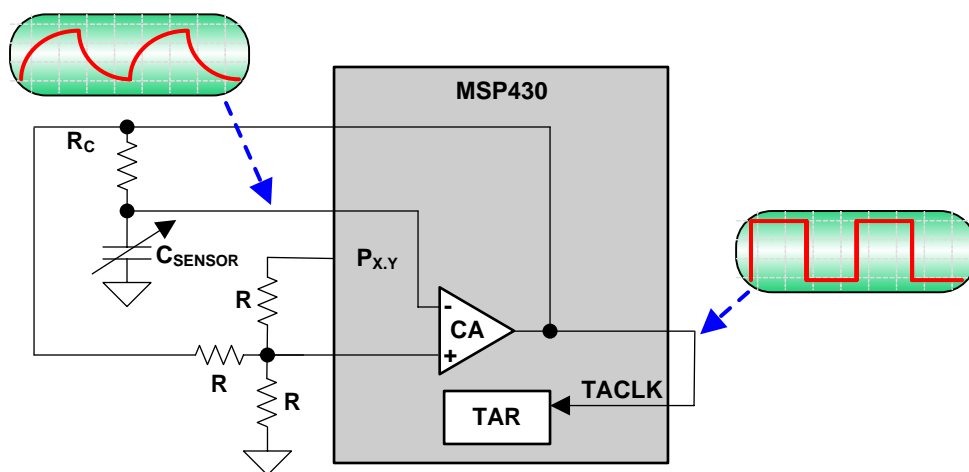 MSP430
RC
CSENSOR
PX.Y
R
CA
-
+
R
R
TACLK
TAR